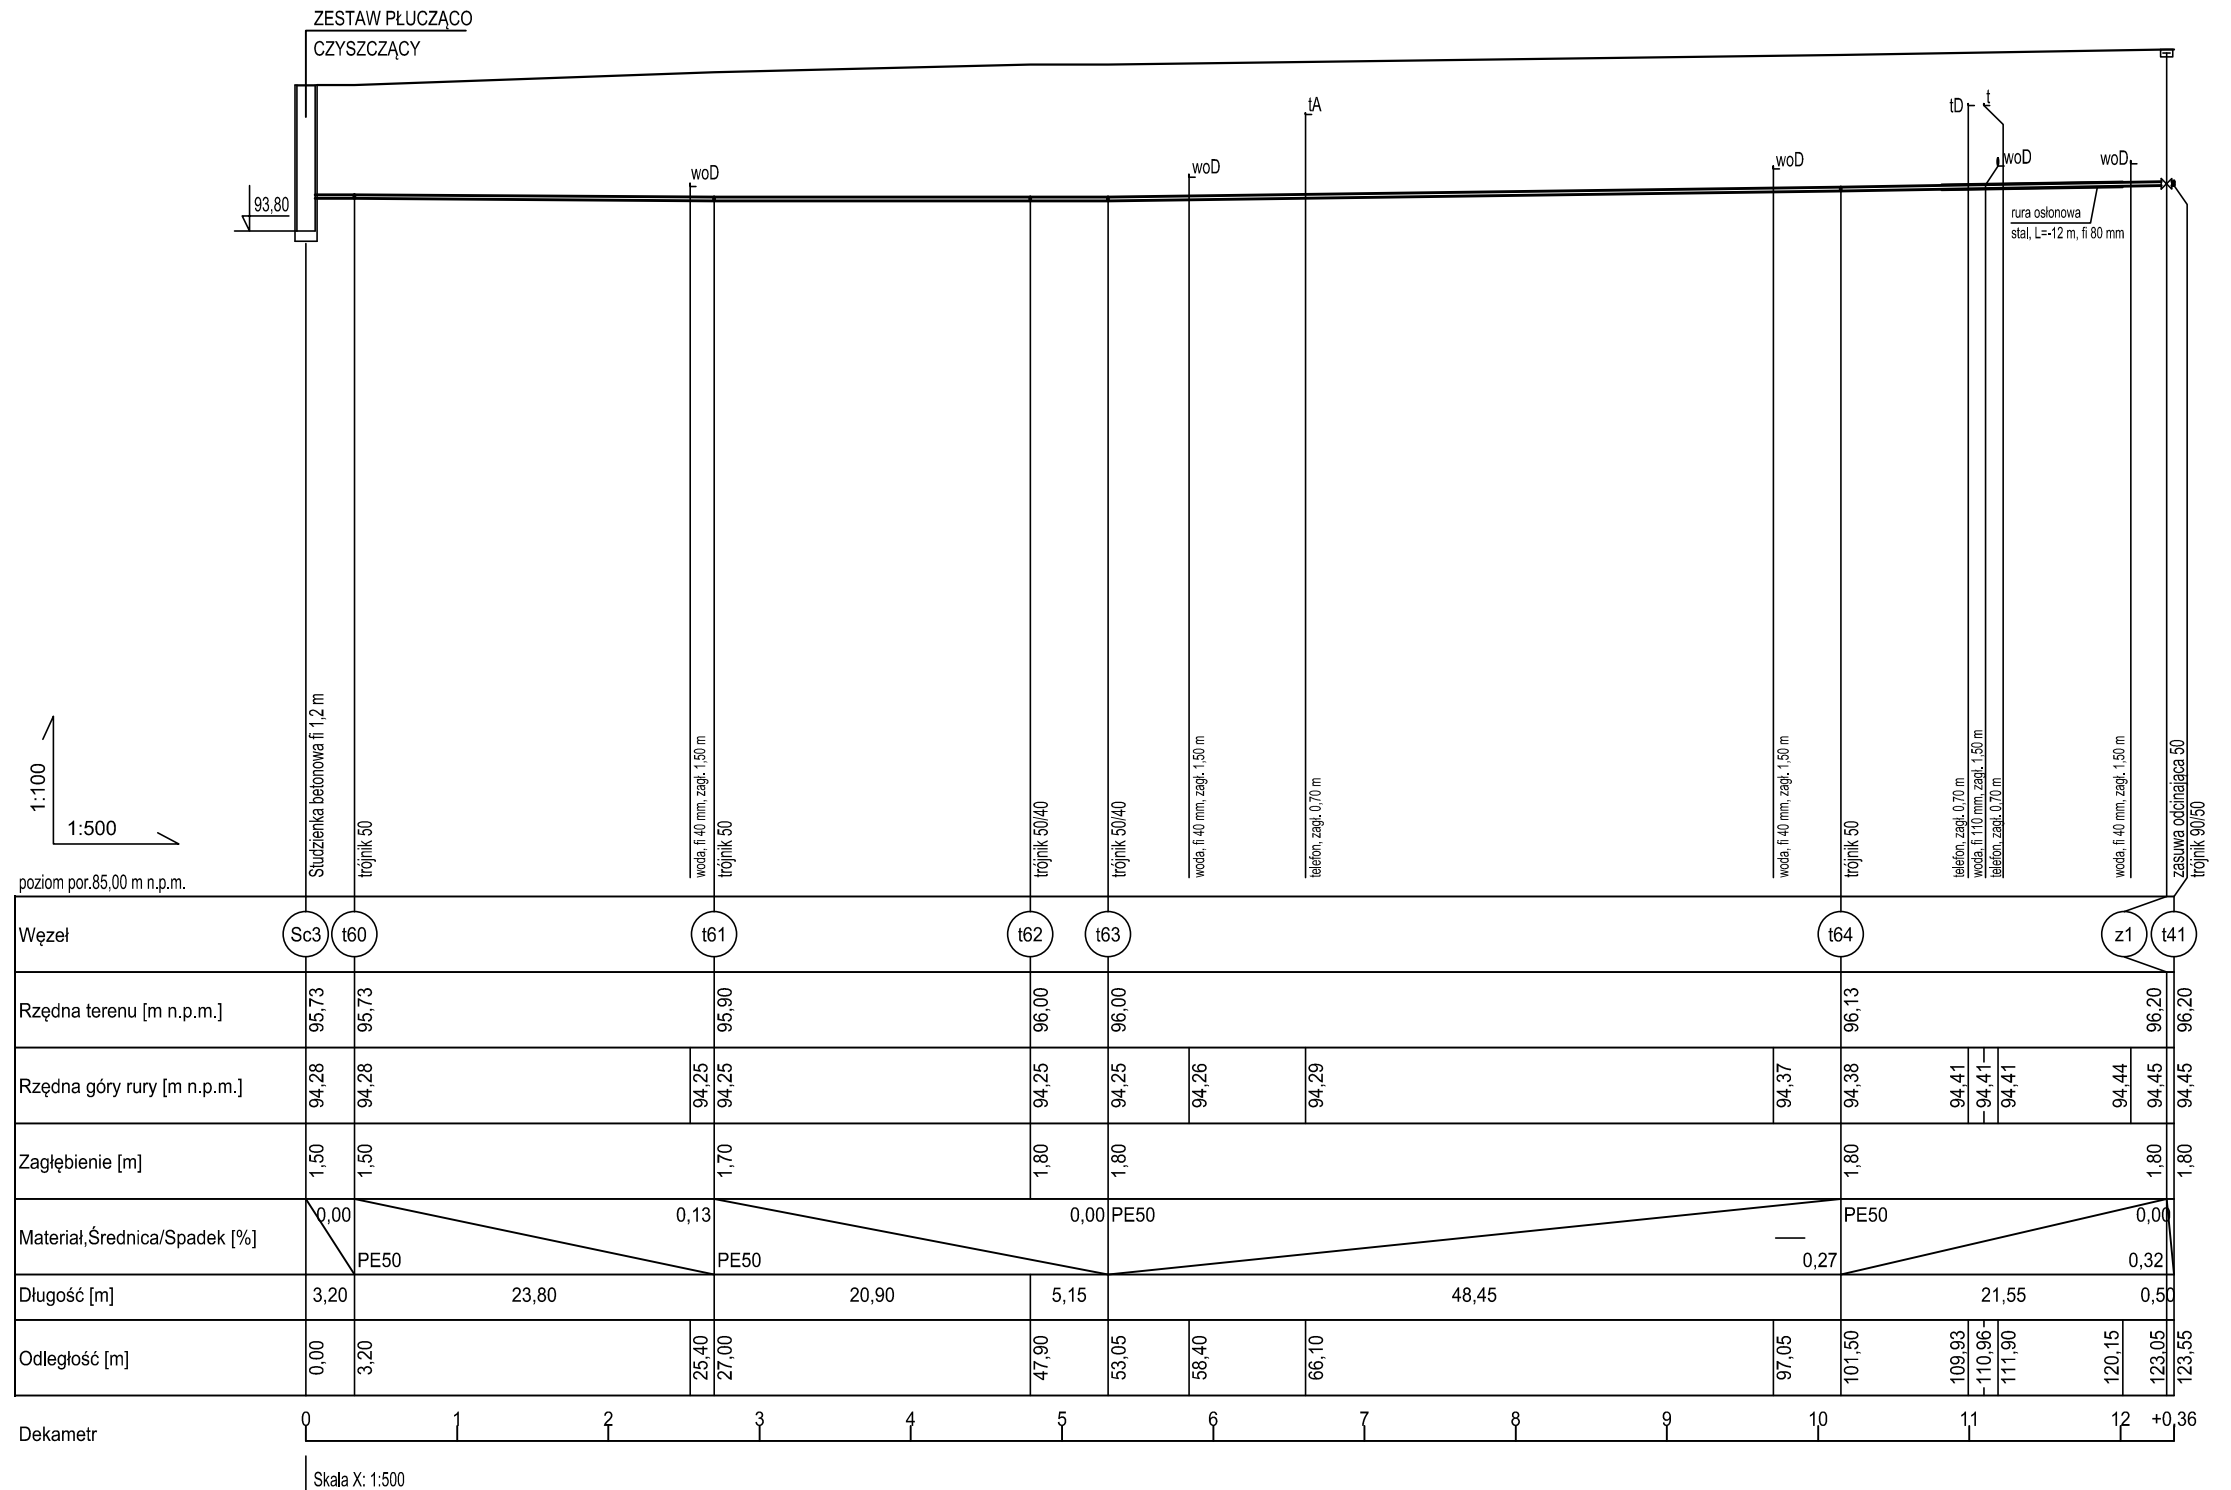 ZESTAW PŁUCZĄCO
CZYSZCZĄCY
93,80
woD
woD
tA
woD
tD
t
woD
woD
rura osłonowa
stal, L=-12 m, fi 80 mm
1:100
1:500
poziom por.85,00 m n.p.m.
Studzienka betonowa fi 1,2 m
trójnik 50
woda, fi 40 mm, zagł. 1,50 m
trójnik 50
trójnik 50/40
trójnik 50/40
woda, fi 40 mm, zagł. 1,50 m
telefon, zagł. 0,70 m
woda, fi 40 mm, zagł. 1,50 m
trójnik 50
telefon, zagł. 0,70 m
woda, fi 110 mm, zagł. 1,50 m
telefon, zagł. 0,70 m
woda, fi 40 mm, zagł. 1,50 m
zasuwa odcinająca 50
trójnik 90/50
Węzeł Sc3 t60 t61 t62 t63 t64 z1 t41
Rzędna terenu [m n.p.m.] 95,73 95,73 95,90 96,00 96,00 96,13 96,20 96,20
Rzędna góry rury [m n.p.m.] 94,28 94,28 94,25 94,25 94,25 94,25 94,26 94,29 94,37 94,38 94,41 94,41 94,41 94,44 94,45 94,45
Zagłębienie [m] 1,50 1,50 1,70 1,80 1,80 1,80 1,80 1,80
Materiał,Średnica/Spadek [%] 0,00 PE50 0,13 PE50 0,00 PE50 0,27 PE50 0,32 0,00
Długość [m] 3,20 23,80 20,90 5,15 48,45 21,55 0,50
Odległość [m] 0,00 3,20 25,40 27,00 47,90 53,05 58,40 66,10 97,05 101,50 109,93 110,96 111,90 120,15 123,05 123,55
Dekametr 0 1 2 3 4 5 6 7 8 9 10 11 12 +0,36
Skala X: 1:500